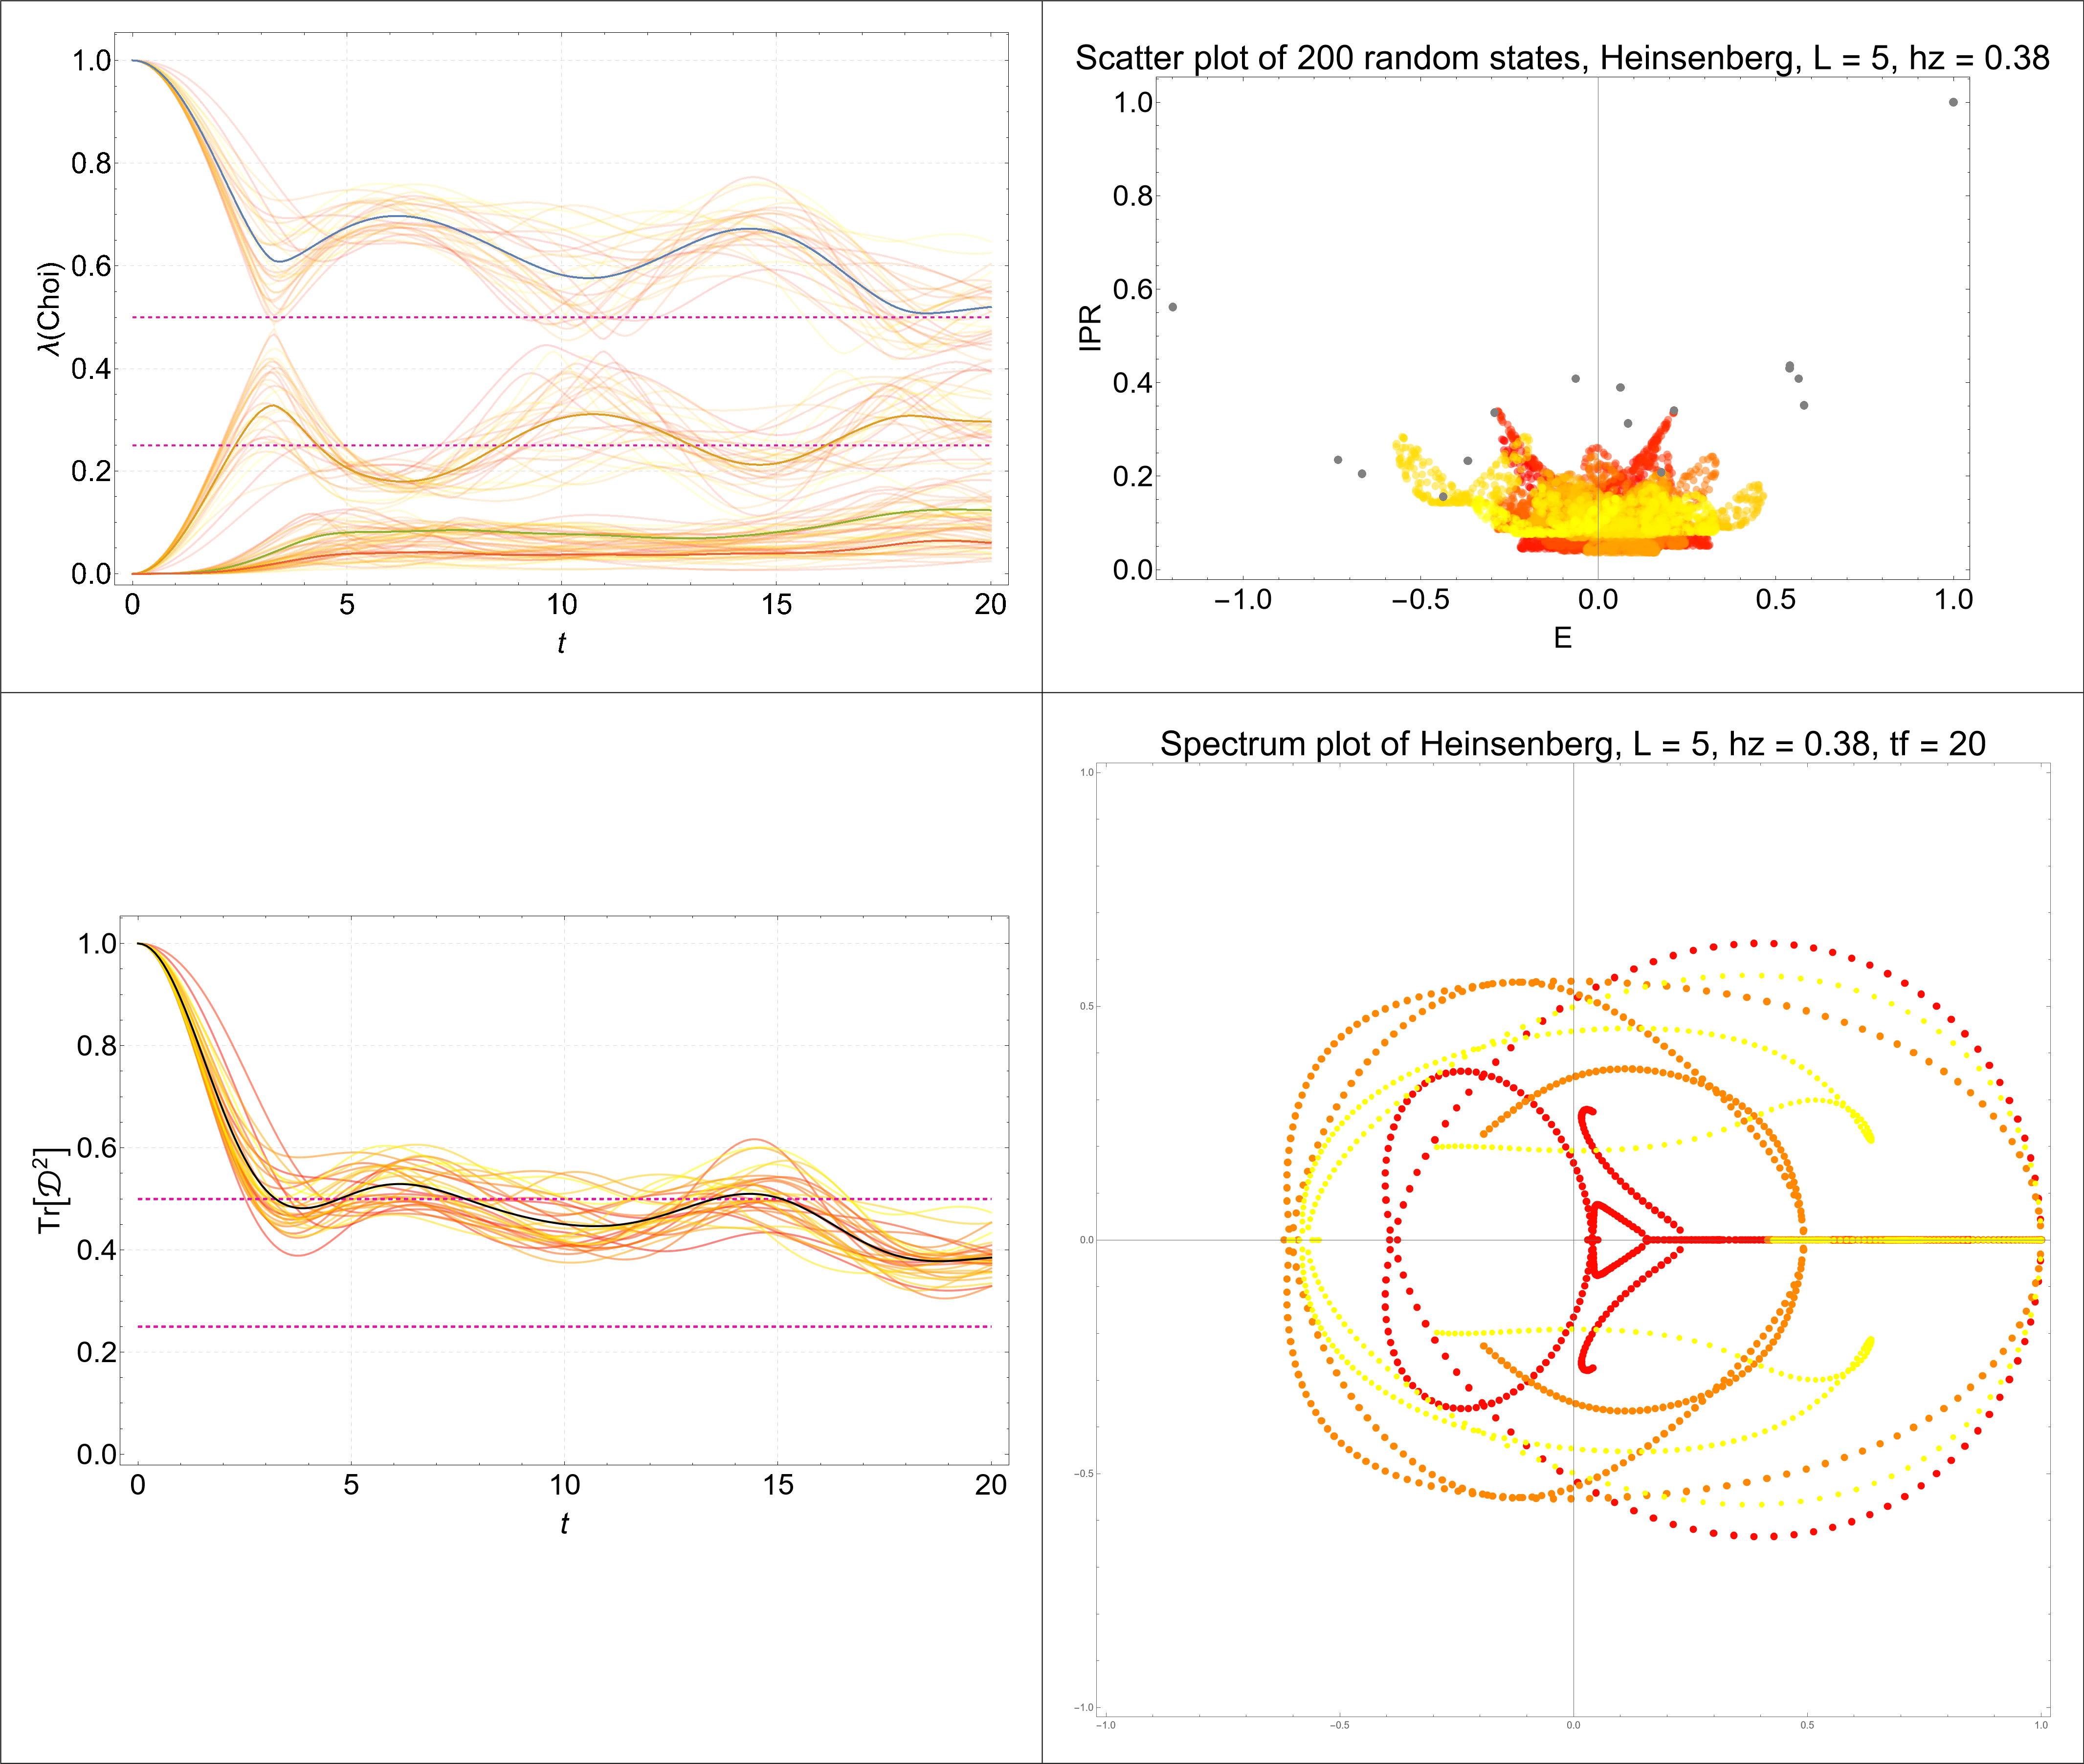 1.0
0.8
0.6
0.4
0.2
0.0
λ(Choi)
0 5 10 15 20
t
Scatter plot of 200 random states, Heinsenberg, L = 5, hz = 0.38
1.0
0.8
0.6
0.4
0.2
0.0
IPR
−1.0 −0.5 0.0 0.5 1.0
E
1.0
0.8
0.6
0.4
0.2
0.0
Tr[𝒟²]
0 5 10 15 20
t
Spectrum plot of Heinsenberg, L = 5, hz = 0.38, tf = 20
1.0
0.5
0.0
−0.5
−1.0
−1.0 −0.5 0.0 0.5 1.0